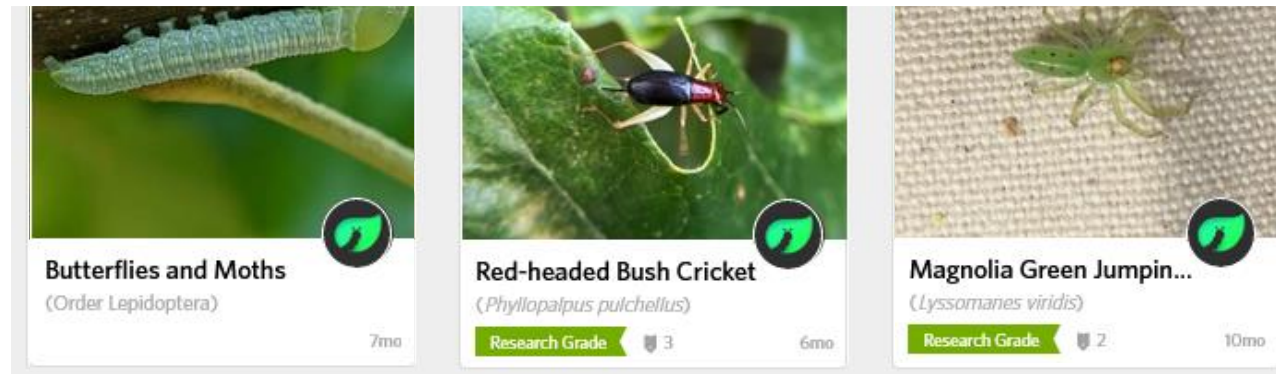 Butterflies and Moths
(Order Lepidoptera)
7mo
Red-headed Bush Cricket
(Phyllopalpus pulchellus)
Research Grade 3 6mo
Magnolia Green Jumpin...
(Lyssomanes viridis)
Research Grade 2 10mo